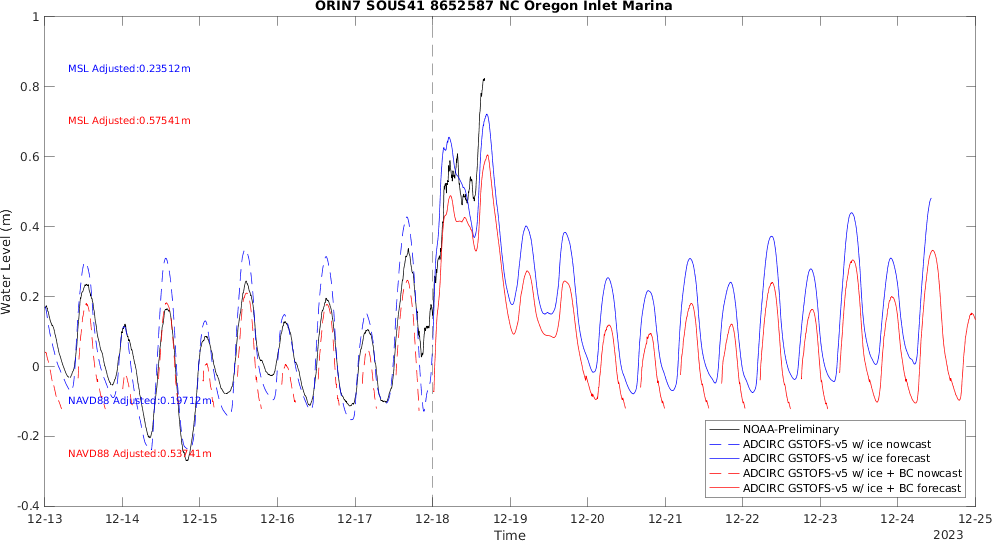 ORIN7 SOUS41 8652587 NC Oregon Inlet Marina
1
0.8
0.6
0.4
0.2
0
-0.2
-0.4
Water Level (m)
MSL Adjusted:0.23512m
MSL Adjusted:0.57541m
NAVD88 Adjusted:0.19712m
NAVD88 Adjusted:0.53741m
NOAA-Preliminary
ADCIRC GSTOFS-v5 w/ ice nowcast
ADCIRC GSTOFS-v5 w/ ice forecast
ADCIRC GSTOFS-v5 w/ ice + BC nowcast
ADCIRC GSTOFS-v5 w/ ice + BC forecast
12-13 12-14 12-15 12-16 12-17 12-18 12-19 12-20 12-21 12-22 12-23 12-24 12-25
Time
2023